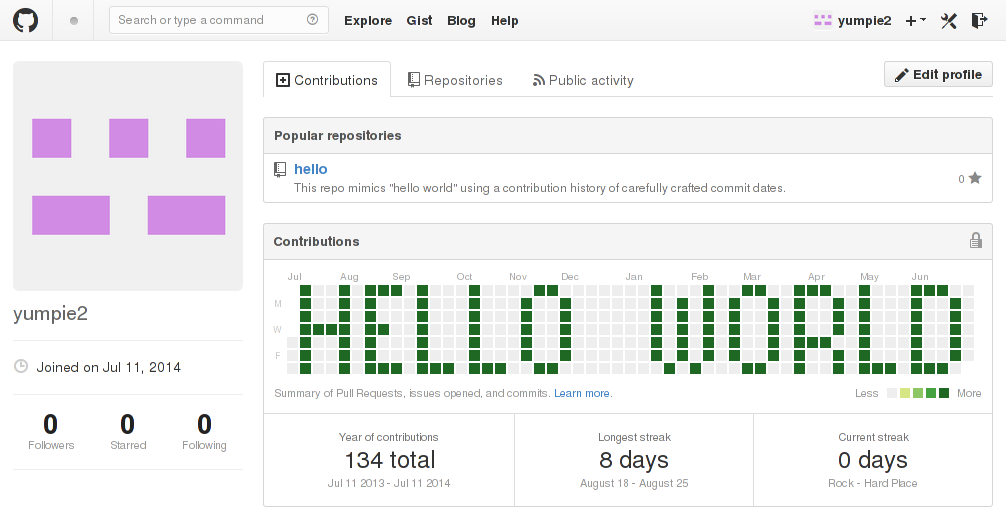 Search or type a command
Explore Gist Blog Help
yumpie2
Contributions Repositories Public activity
Edit profile
Popular repositories
hello
This repo mimics "hello world" using a contribution history of carefully crafted commit dates.
0
Contributions
Jul Aug Sep Oct Nov Dec Jan Feb Mar Apr May Jun
M
W
F
HELLO WORLD
Summary of Pull Requests, issues opened, and commits. Learn more.
Less More
Year of contributions
134 total
Jul 11 2013 - Jul 11 2014
Longest streak
8 days
August 18 - August 25
Current streak
0 days
Rock - Hard Place
yumpie2
Joined on Jul 11, 2014
0 0 0
Followers Starred Following